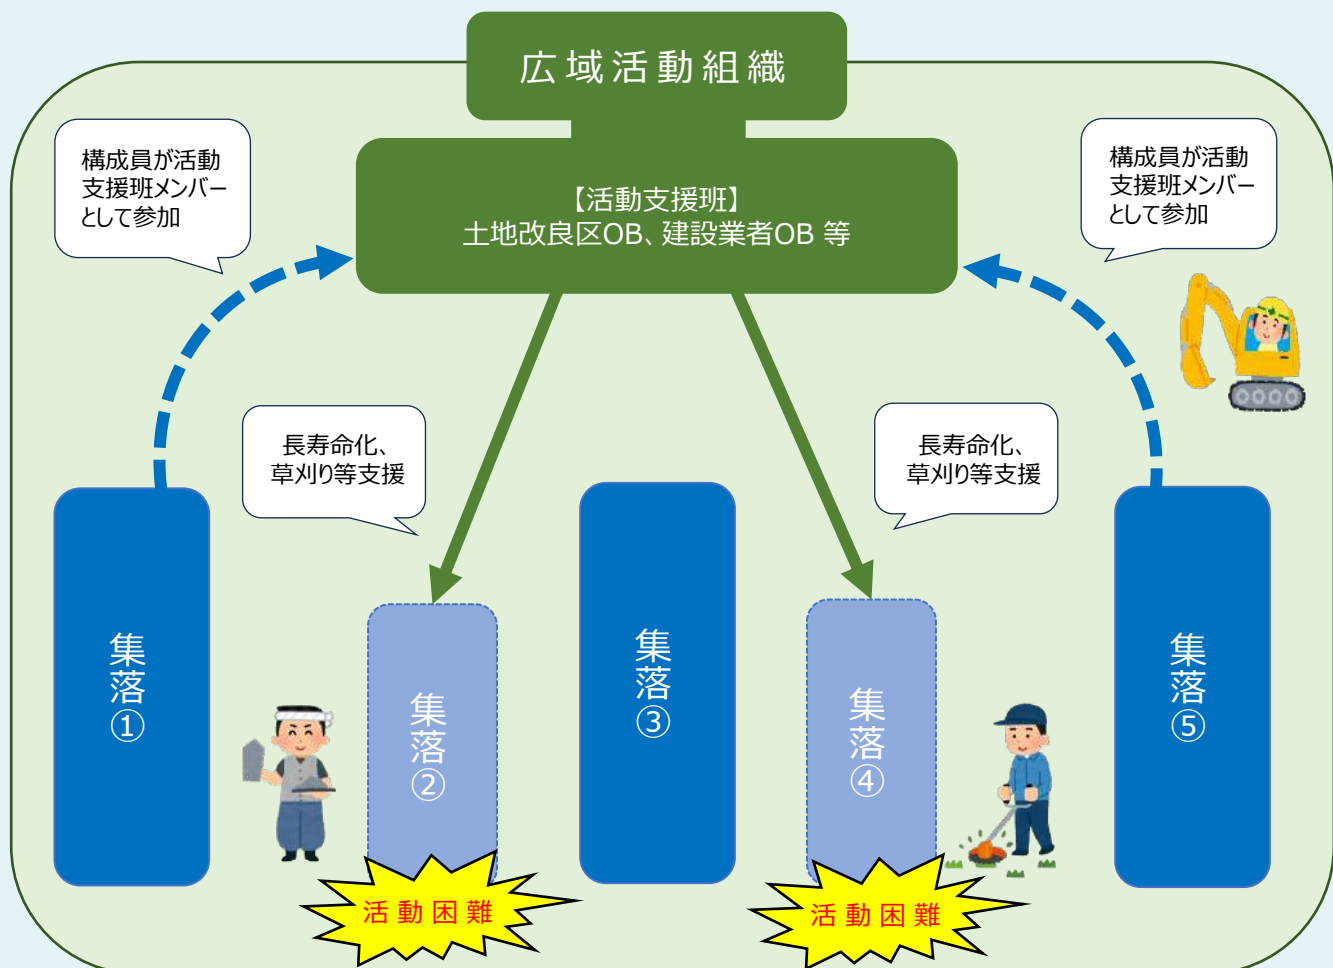 広域活動組織
【活動支援班】
土地改良区OB、建設業者OB 等
構成員が活動
支援班メンバー
として参加
構成員が活動
支援班メンバー
として参加
長寿命化、
草刈り等支援
長寿命化、
草刈り等支援
集落①
集落②
集落③
集落④
集落⑤
活動困難
活動困難